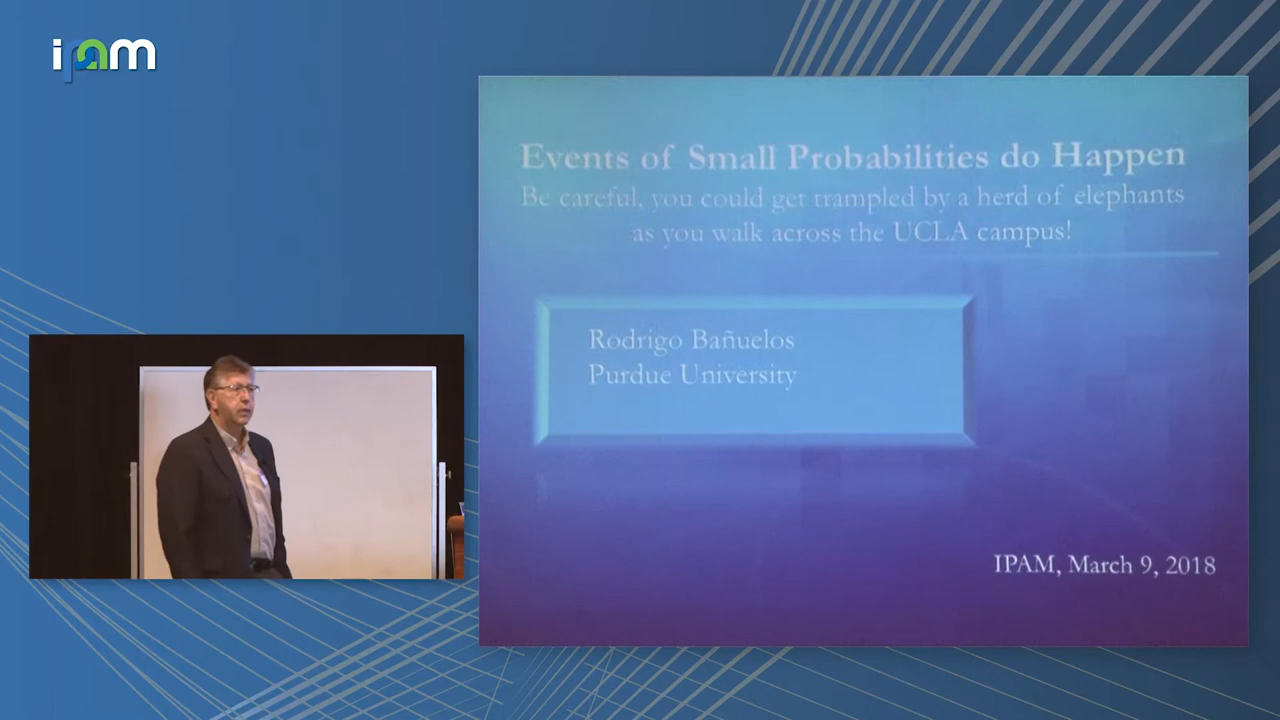 ipam
Events of Small Probabilities do Happen
Be careful, you could get trampled by a herd of elephants
as you walk across the UCLA campus!
Rodrigo Bañuelos
Purdue University
IPAM, March 9, 2018